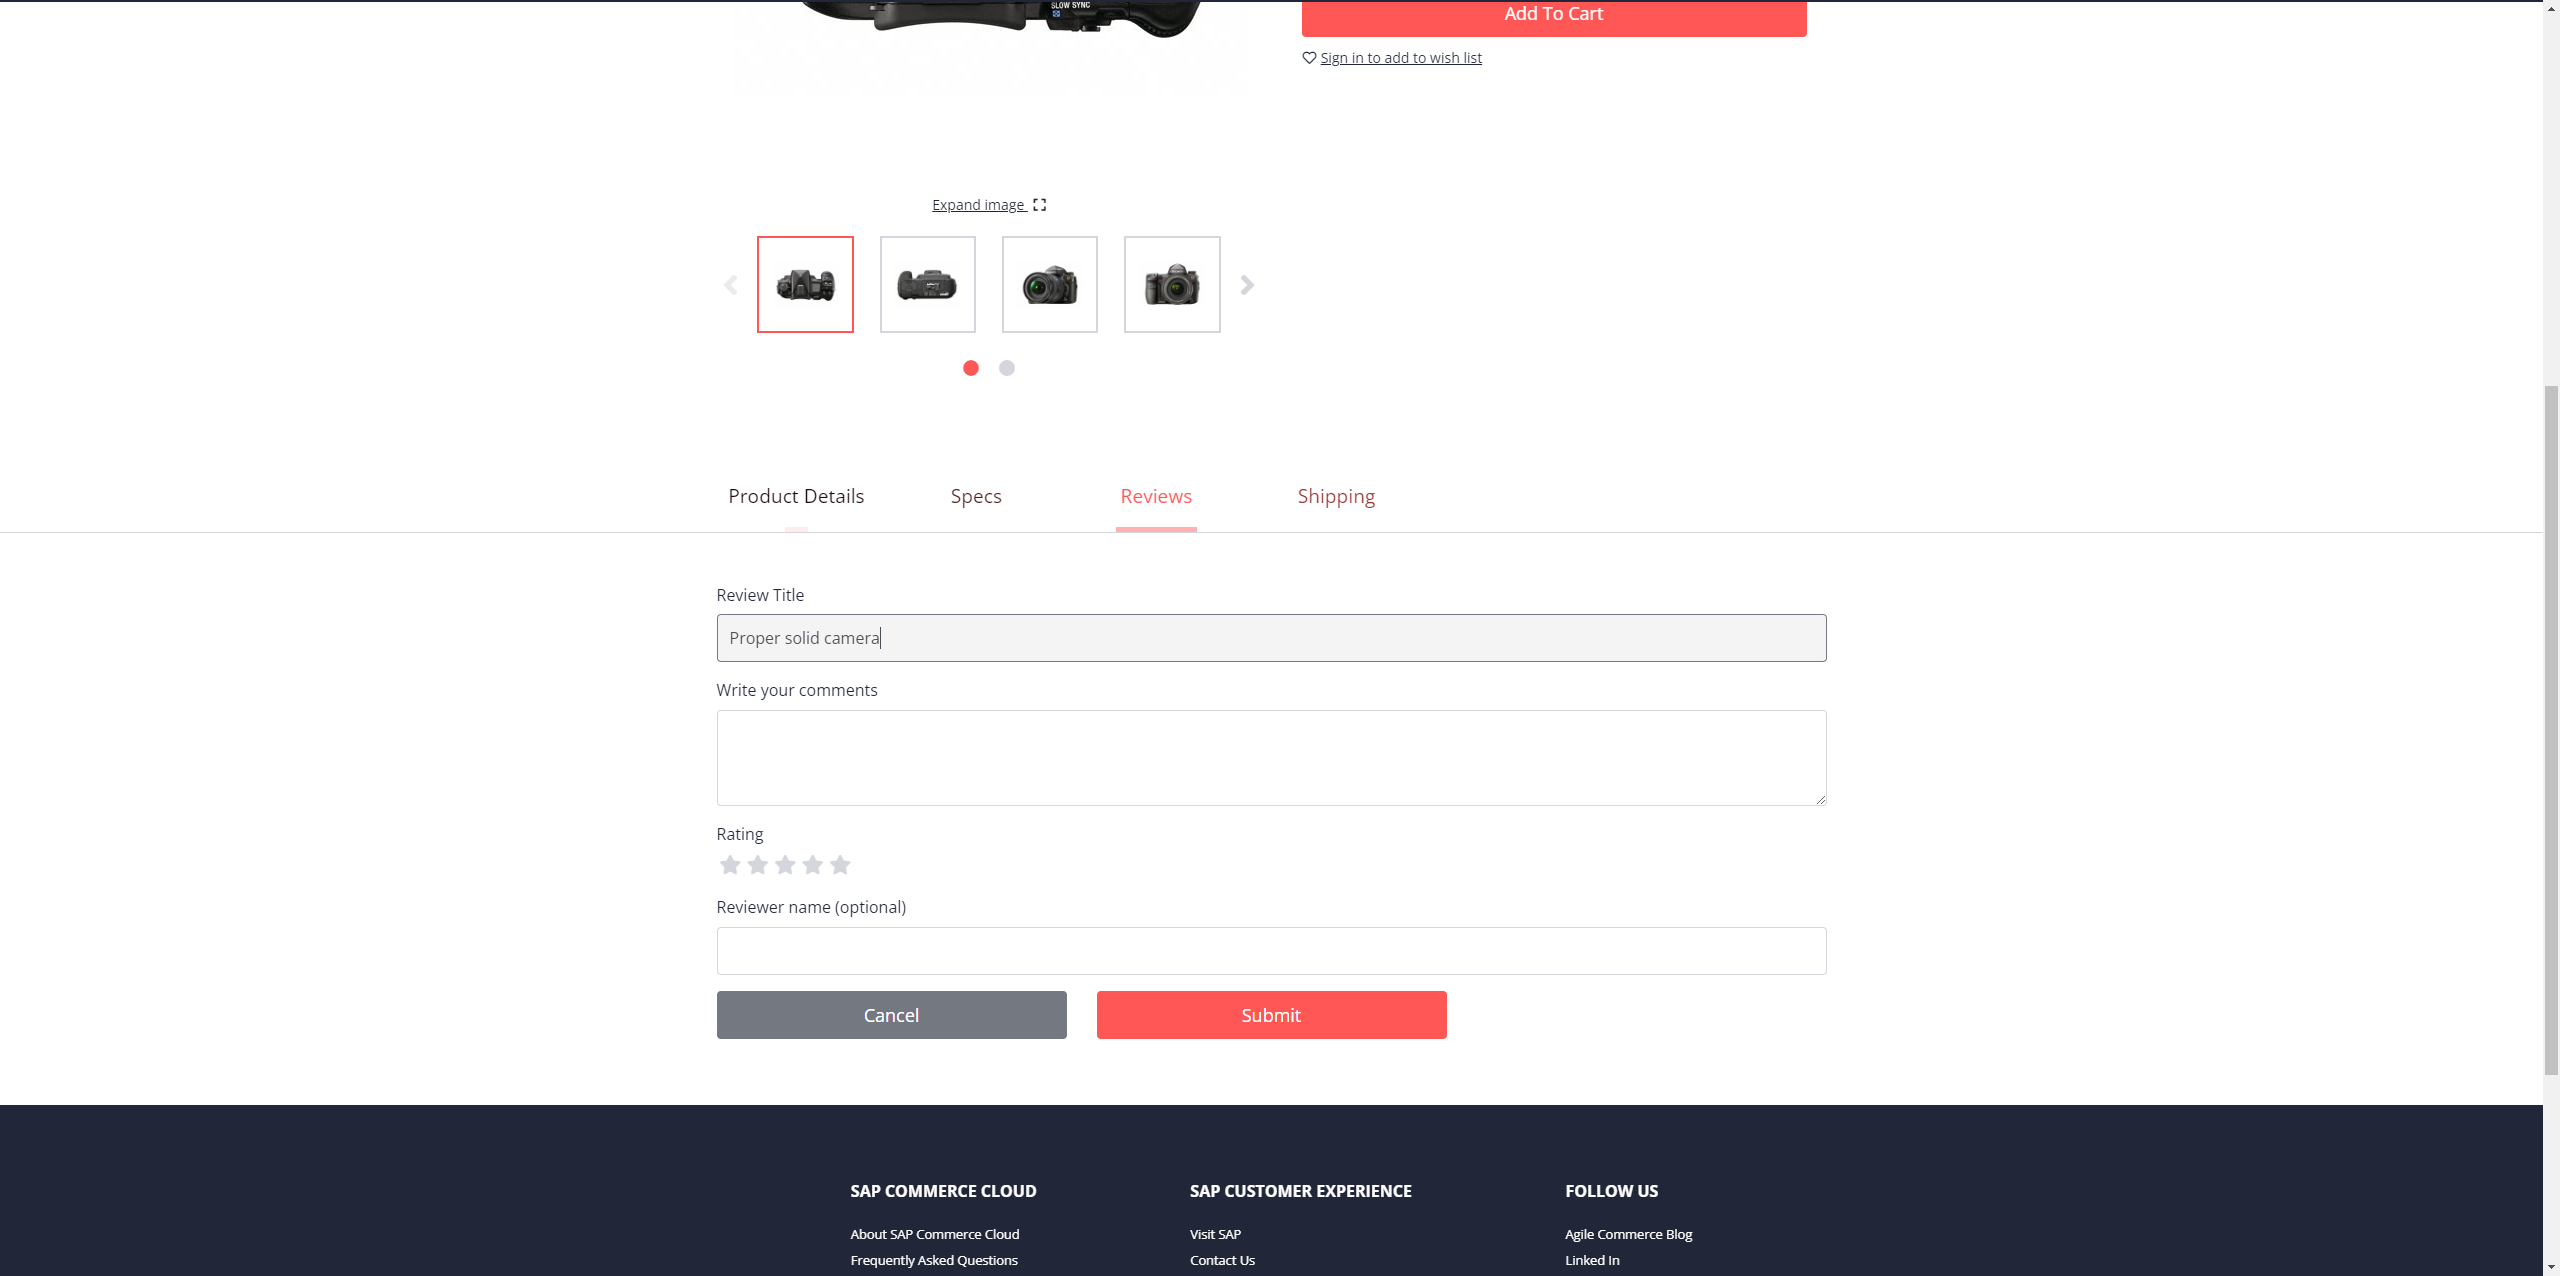 SLOW SYNC
Add To Cart
Sign in to add to wish list
Expand image
Product Details
Specs
Reviews
Shipping
Review Title
Proper solid camera
Write your comments
Rating
Reviewer name (optional)
Cancel
Submit
SAP COMMERCE CLOUD
About SAP Commerce Cloud
Frequently Asked Questions
SAP CUSTOMER EXPERIENCE
Visit SAP
Contact Us
FOLLOW US
Agile Commerce Blog
Linked In